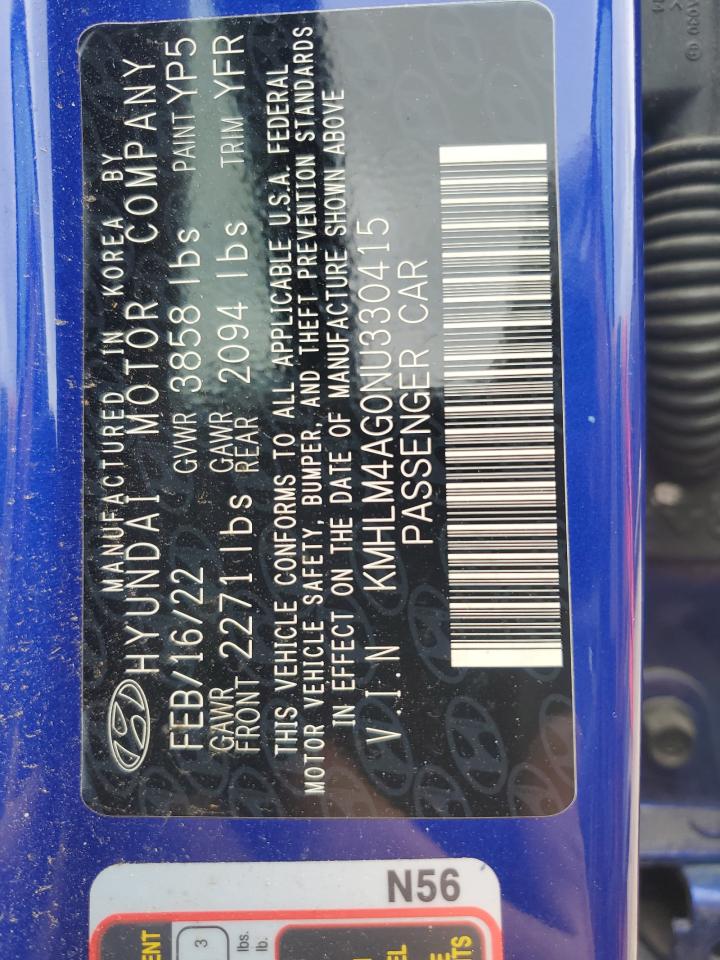 MANUFACTURED IN KOREA BY
HYUNDAI MOTOR COMPANY
FEB/16/22 GVWR 3858 lbs PAINT YP5
GAWR FRONT 2271 lbs GAWR REAR 2094 lbs TRIM YFR
THIS VEHICLE CONFORMS TO ALL APPLICABLE U.S.A. FEDERAL
MOTOR VEHICLE SAFETY, BUMPER, AND THEFT PREVENTION STANDARDS
IN EFFECT ON THE DATE OF MANUFACTURE SHOWN ABOVE
V.I.N KMHLM4AG0NU330415
PASSENGER CAR
N56
3
lbs.
lb.